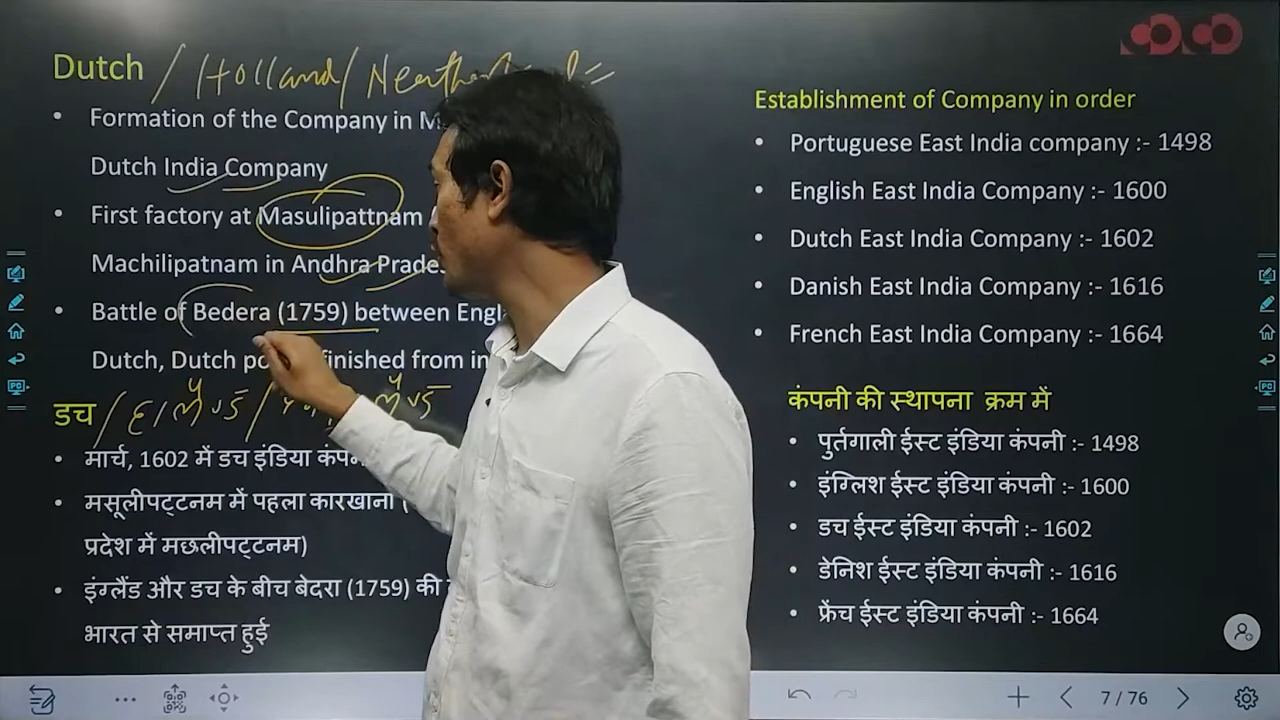 Dutch / Holland /
Formation of the Company in
Dutch India Company
First factory at Masulipattnam
Machilipatnam in Andhra
Battle of Bedera (1759) between
Dutch, Dutch finished from
डच /
मार्च, 1602 में डच इंडिया
मसूलीपट्टनम में पहला कारखाना (
प्रदेश में मछलीपट्टनम)
इंग्लैंड और डच के बीच बेदरा (1759) की
भारत से समाप्त हुई
Establishment of Company in order
Portuguese East India company :- 1498
English East India Company :- 1600
Dutch East India Company :- 1602
Danish East India Company :- 1616
French East India Company :- 1664
कंपनी की स्थापना क्रम में
पुर्तगाली ईस्ट इंडिया कंपनी :- 1498
इंग्लिश ईस्ट इंडिया कंपनी :- 1600
डच ईस्ट इंडिया कंपनी :- 1602
डेनिश ईस्ट इंडिया कंपनी :- 1616
फ्रेंच ईस्ट इंडिया कंपनी :- 1664
7 / 76